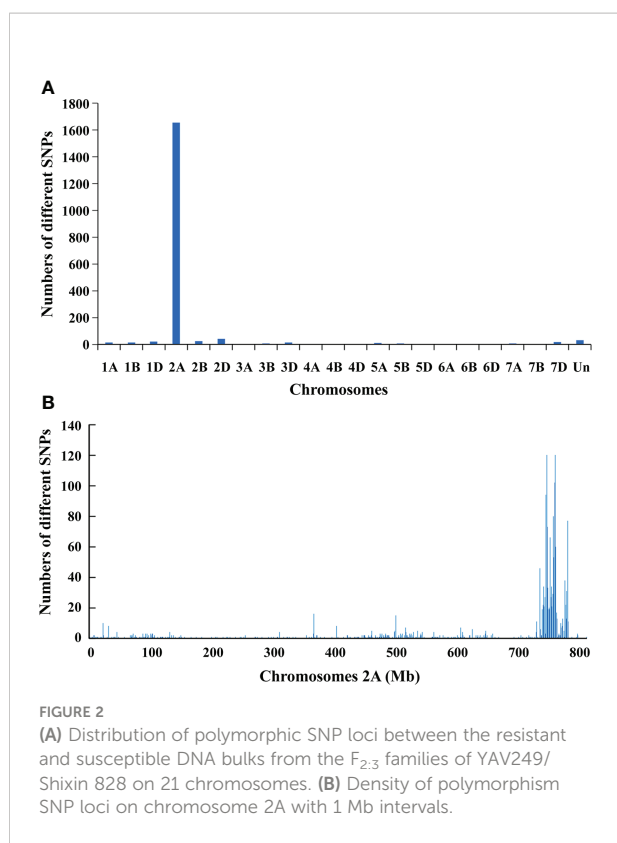 A
1800
1600
1400
1200
1000
800
600
400
200
0
Numbers of different SNPs
1A 1B 1D 2A 2B 2D 3A 3B 3D 4A 4B 4D 5A 5B 5D 6A 6B 6D 7A 7B 7D Un
Chromosomes
B
140
120
100
80
60
40
20
0
Numbers of different SNPs
0 100 200 300 400 500 600 700 800
Chromosomes 2A (Mb)
FIGURE 2
(A) Distribution of polymorphic SNP loci between the resistant
and susceptible DNA bulks from the F2:3 families of YAV249/
Shixin 828 on 21 chromosomes. (B) Density of polymorphism
SNP loci on chromosome 2A with 1 Mb intervals.